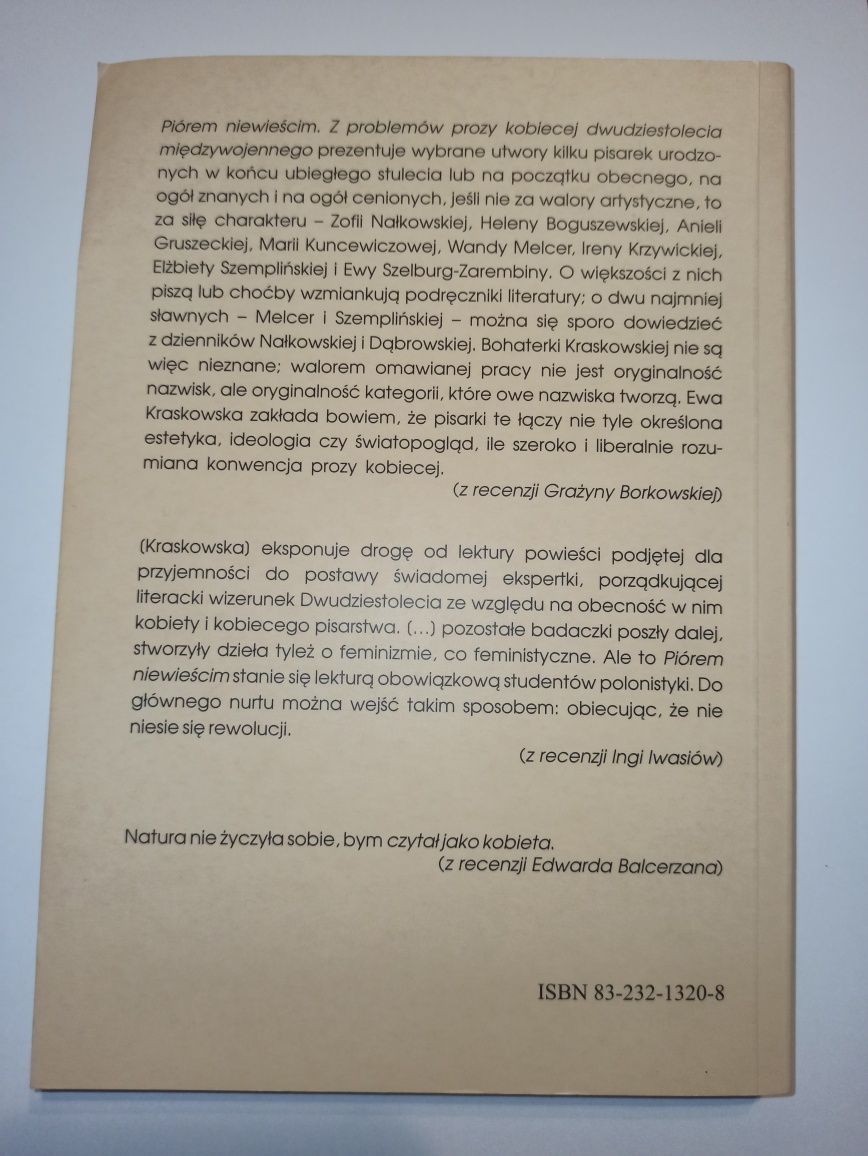 Piórem niewieścim. Z problemów prozy kobiecej dwudziestolecia
międzywojennego prezentuje wybrane utwory kilku pisarek urodzo-
nych w końcu ubiegłego stulecia lub na początku obecnego, na
ogół znanych i na ogół cenionych, jeśli nie za walory artystyczne, to
za siłę charakteru – Zofii Nałkowskiej, Heleny Boguszewskiej, Anieli
Gruszeckiej, Marii Kuncewiczowej, Wandy Melcer, Ireny Krzywickiej,
Elżbiety Szemplińskiej i Ewy Szelburg-Zarembiny. O większości z nich
piszą lub choćby wzmiankują podręczniki literatury; o dwu najmniej
sławnych – Melcer i Szemplińskiej – można się sporo dowiedzieć
z dzienników Nałkowskiej i Dąbrowskiej. Bohaterki Kraskowskiej nie są
więc nieznane; walorem omawianej pracy nie jest oryginalność
nazwisk, ale oryginalność kategorii, które owe nazwiska tworzą. Ewa
Kraskowska zakłada bowiem, że pisarki te łączy nie tyle określona
estetyka, ideologia czy światopogląd, ile szeroko i liberalnie rozu-
miana konwencja prozy kobiecej.
(z recenzji Grażyny Borkowskiej)
(Kraskowska) eksponuje drogę od lektury powieści podjętej dla
przyjemności do postawy świadomej ekspertki, porządkującej
literacki wizerunek Dwudziestolecia ze względu na obecność w nim
kobiety i kobiecego pisarstwa. (...) pozostałe badaczki poszły dalej,
stworzyły dzieła tyleż o feminizmie, co feministyczne. Ale to Piórem
niewieścim stanie się lekturą obowiązkową studentów polonistyki. Do
głównego nurtu można wejść takim sposobem: obiecując, że nie
niesie się rewolucji.
(z recenzji Ingi Iwasiów)
Natura nie życzyła sobie, bym czytał jako kobieta.
(z recenzji Edwarda Balcerzana)
ISBN 83-232-1320-8